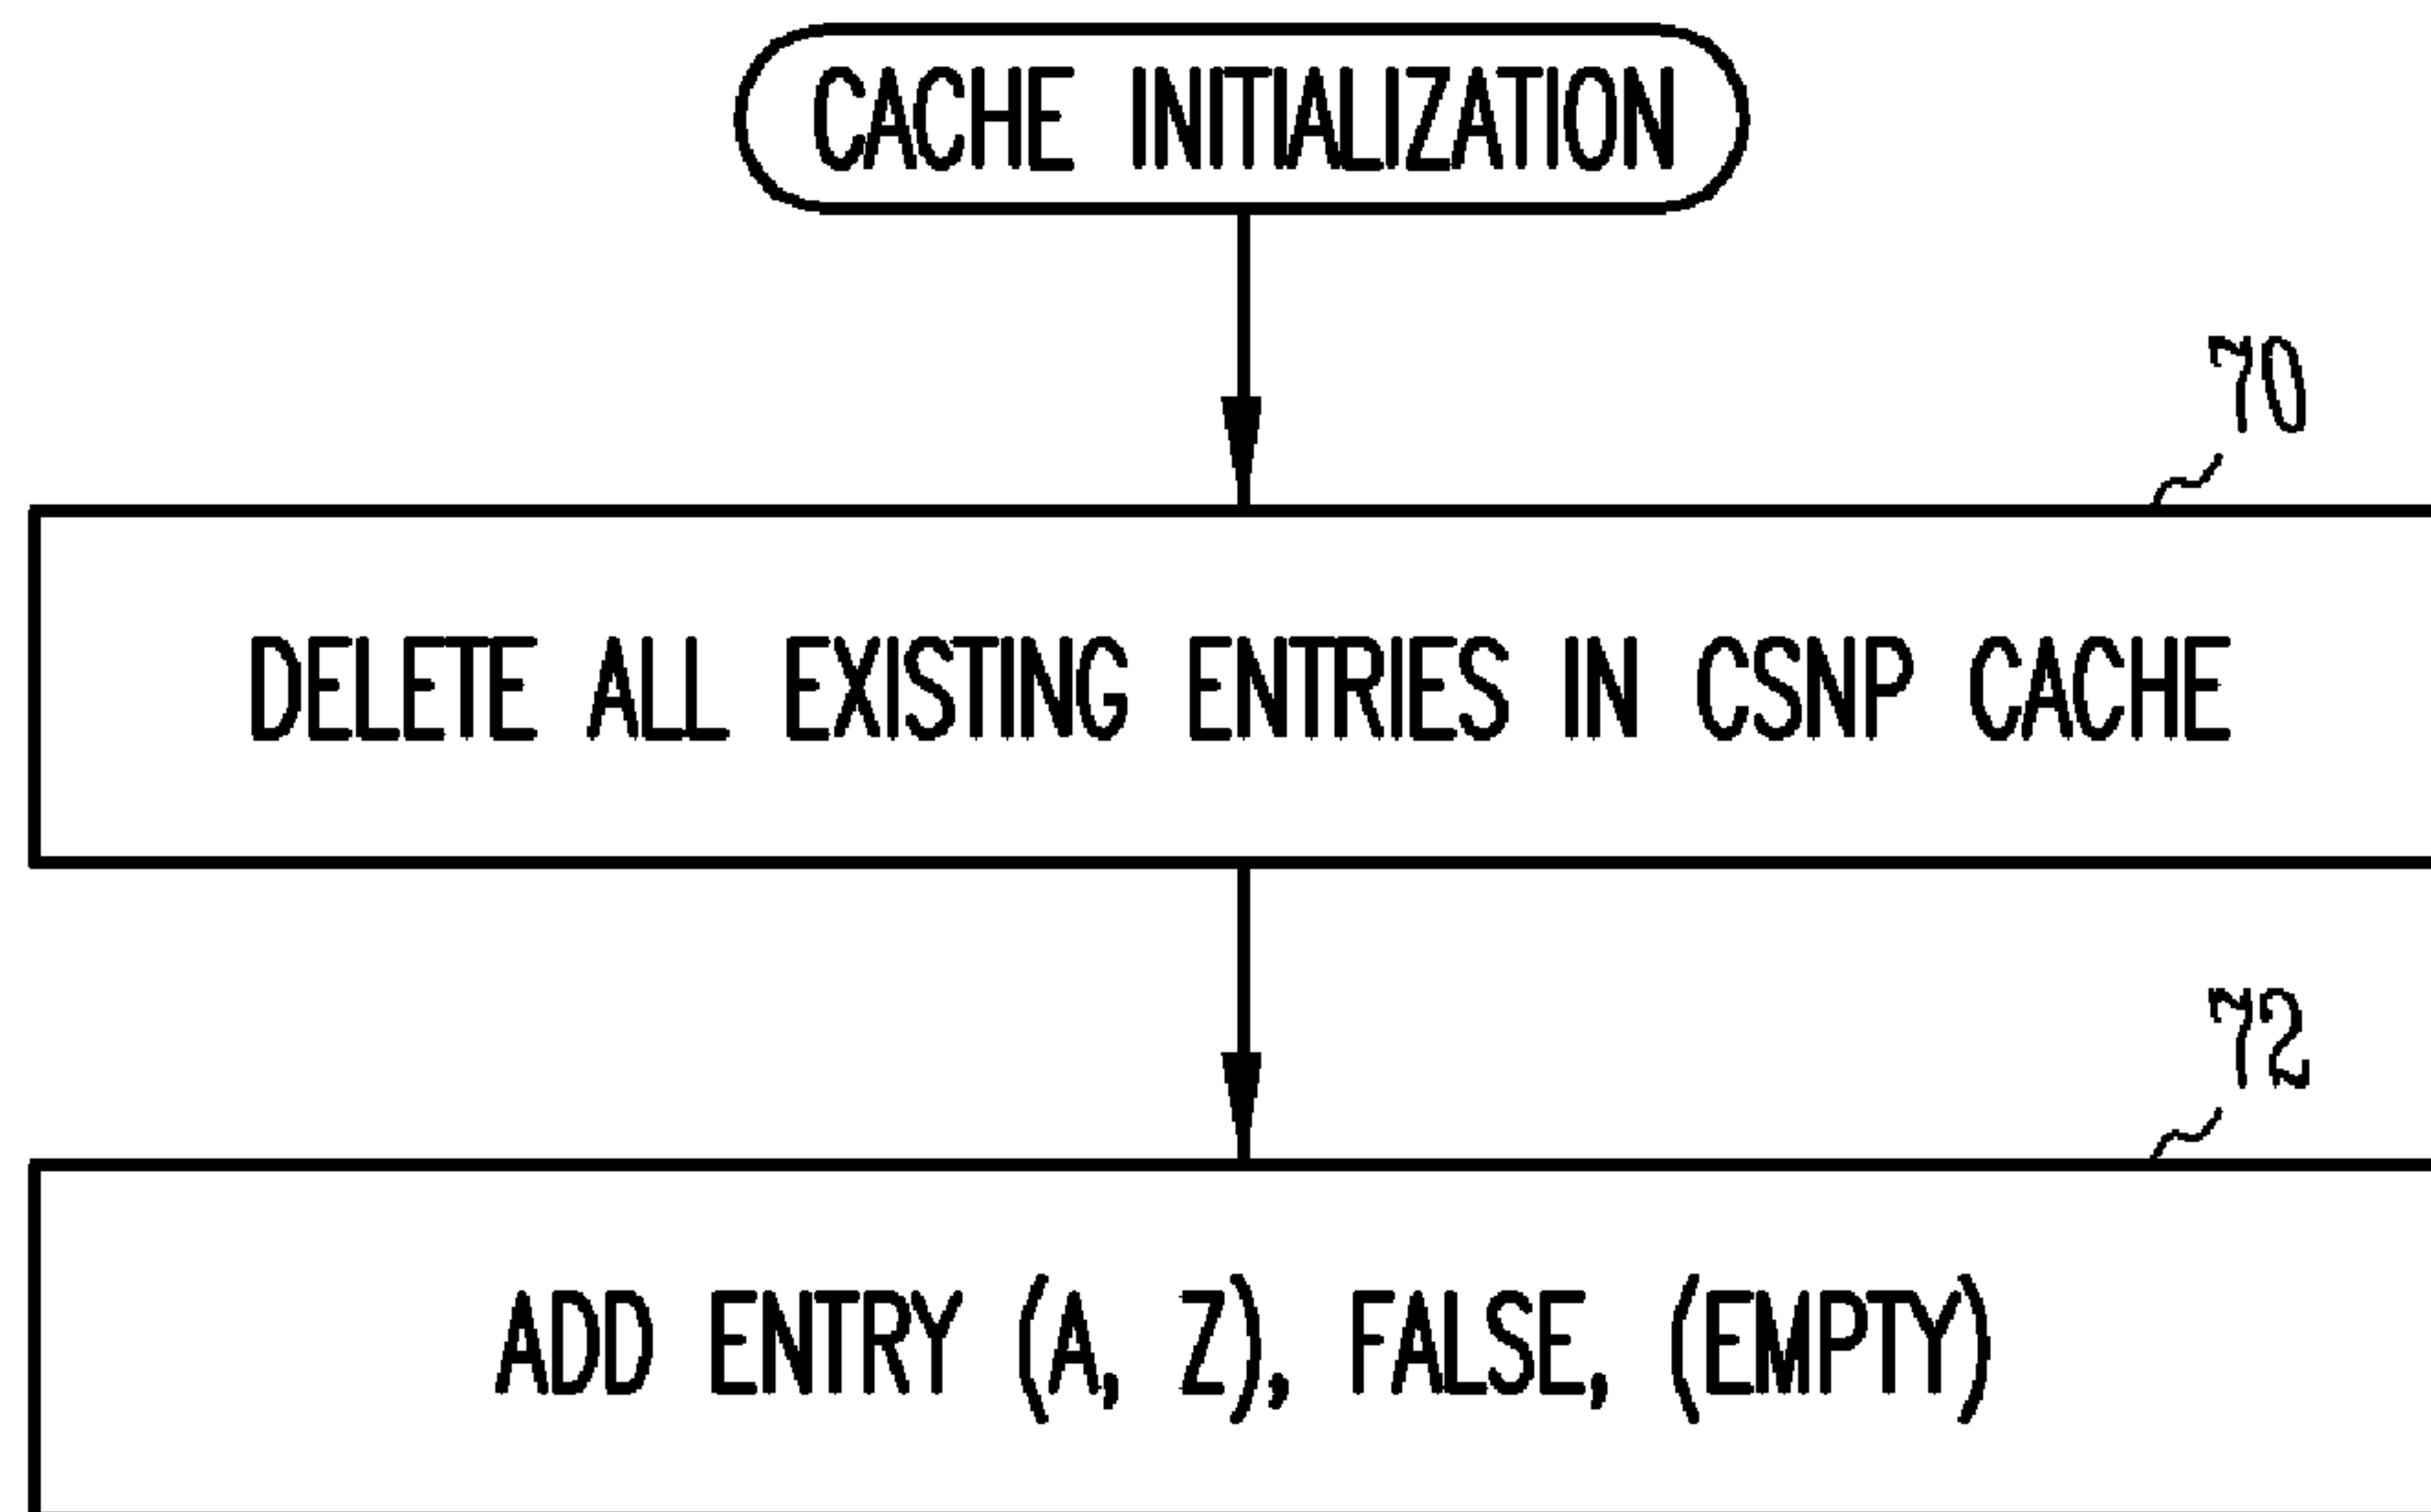 CACHE INITIALIZATION
70
DELETE ALL EXISTING ENTRIES IN CSNP CACHE
72
ADD ENTRY (A, Z), FALSE, (EMPTY)